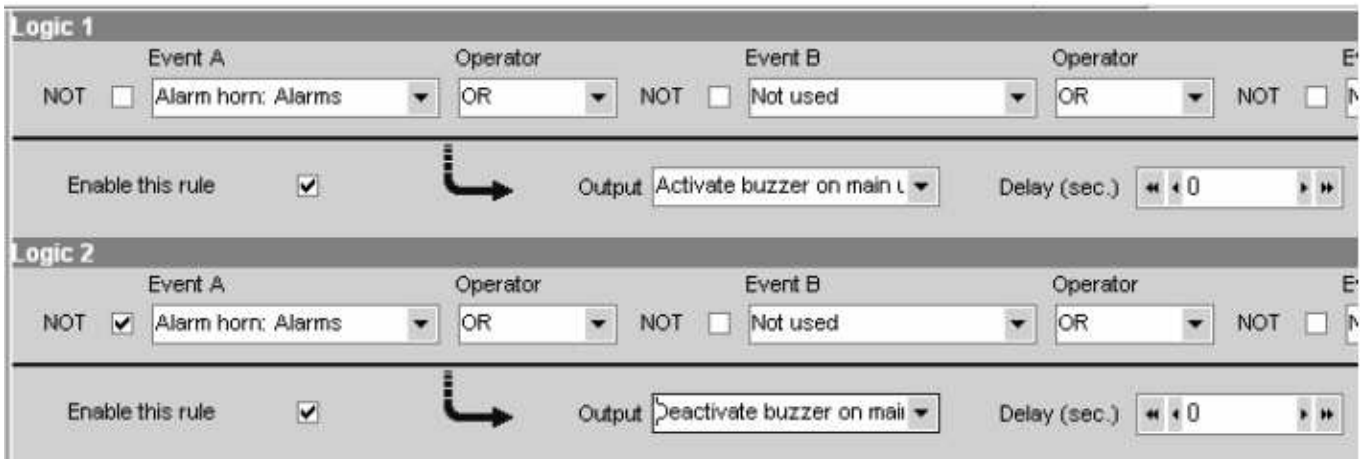 Logic 1
Event A Operator Event B Operator
NOT Alarm horn: Alarms OR NOT Not used OR NOT
Enable this rule Output Activate buzzer on main Delay (sec.) 0
Logic 2
Event A Operator Event B Operator
NOT Alarm horn: Alarms OR NOT Not used OR NOT
Enable this rule Output Deactivate buzzer on Delay (sec.) 0